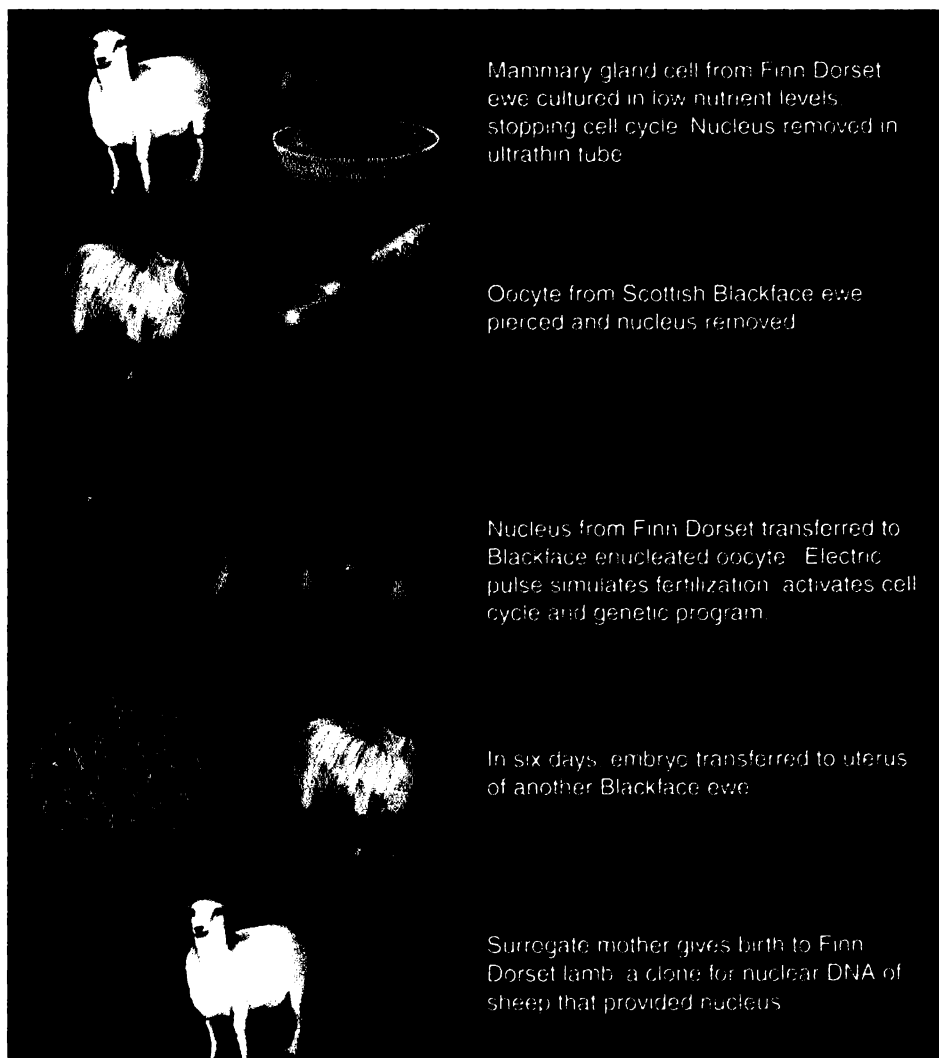 Mammary gland cell from Finn Dorset
ewe cultured in low nutrient levels,
stopping cell cycle Nucleus removed in
ultrathin tube
Oocyte from Scottish Blackface ewe
pierced and nucleus removed
Nucleus from Finn Dorset transferred to
Blackface enucleated oocyte Electric
pulse simulates fertilization, activates cell
cycle and genetic program.
In six days, embryo transferred to uterus
of another Blackface ewe
Surrogate mother gives birth to Finn
Dorset lamb, a clone for nuclear DNA of
sheep that provided nucleus